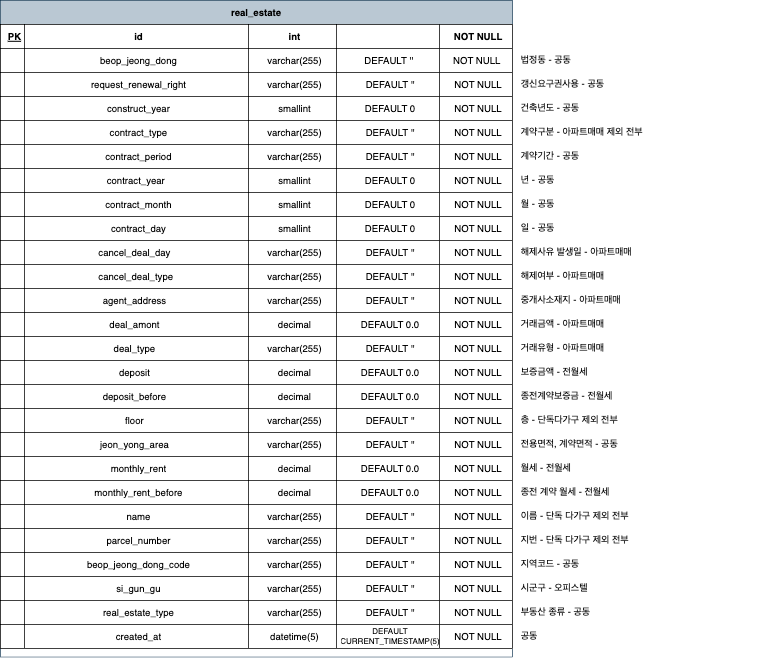 real_estate
PK id int NOT NULL
beop_jeong_dong varchar(255) DEFAULT '' NOT NULL 법정동 - 공동
request_renewal_right varchar(255) DEFAULT '' NOT NULL 갱신요구권사용 - 공동
construct_year smallint DEFAULT 0 NOT NULL 건축년도 - 공동
contract_type varchar(255) DEFAULT '' NOT NULL 계약구분 - 아파트매매 제외 전부
contract_period varchar(255) DEFAULT '' NOT NULL 계약기간 - 공동
contract_year smallint DEFAULT 0 NOT NULL 년 - 공동
contract_month smallint DEFAULT 0 NOT NULL 월 - 공동
contract_day smallint DEFAULT 0 NOT NULL 일 - 공동
cancel_deal_day varchar(255) DEFAULT '' NOT NULL 해제사유 발생일 - 아파트매매
cancel_deal_type varchar(255) DEFAULT '' NOT NULL 해제여부 - 아파트매매
agent_address varchar(255) DEFAULT '' NOT NULL 중개사소재지 - 아파트매매
deal_amont decimal DEFAULT 0.0 NOT NULL 거래금액 - 아파트매매
deal_type varchar(255) DEFAULT '' NOT NULL 거래유형 - 아파트매매
deposit decimal DEFAULT 0.0 NOT NULL 보증금액 - 전월세
deposit_before decimal DEFAULT 0.0 NOT NULL 종전계약보증금 - 전월세
floor varchar(255) DEFAULT '' NOT NULL 층 - 단독다가구 제외 전부
jeon_yong_area varchar(255) DEFAULT '' NOT NULL 전용면적, 계약면적 - 공동
monthly_rent decimal DEFAULT 0.0 NOT NULL 월세 - 전월세
monthly_rent_before decimal DEFAULT 0.0 NOT NULL 종전 계약 월세 - 전월세
name varchar(255) DEFAULT '' NOT NULL 이름 - 단독 다가구 제외 전부
parcel_number varchar(255) DEFAULT '' NOT NULL 지번 - 단독 다가구 제외 전부
beop_jeong_dong_code varchar(255) DEFAULT '' NOT NULL 지역코드 - 공동
si_gun_gu varchar(255) DEFAULT '' NOT NULL 시군구 - 오피스텔
real_estate_type varchar(255) DEFAULT '' NOT NULL 부동산 종류 - 공동
created_at datetime(5) DEFAULT CURRENT_TIMESTAMP(5) NOT NULL 공동